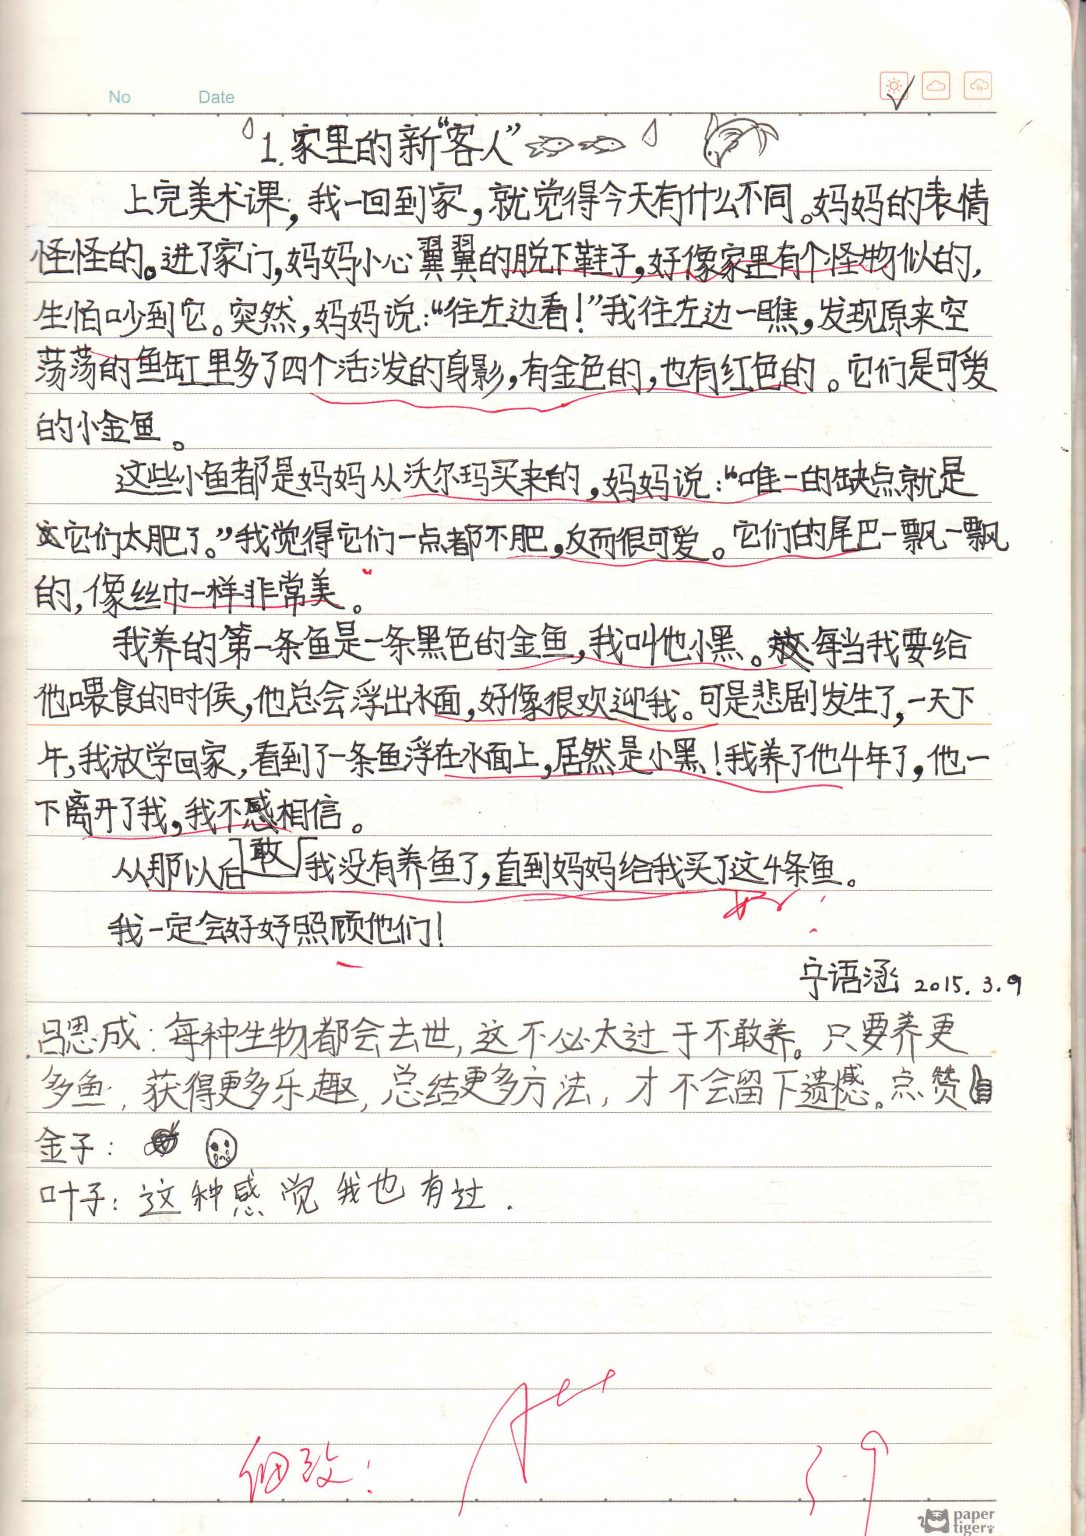 No Date
1.家里的新“客人”
上完美术课,我一回到家,就觉得今天有什么不同。妈妈的表情
怪怪的。进了家门,妈妈小心翼翼的脱下鞋子,好像家里有个怪物似的,
生怕吵到它。突然,妈妈说:“往左边看!”我往左边一瞧,发现原来空
荡荡的鱼缸里多了四个活泼的身影,有金色的,也有红色的。它们是可爱
的小金鱼。
这些小鱼都是妈妈从沃尔玛买来的,妈妈说:“唯一的缺点就是
它们太肥了。”我觉得它们一点都不肥,反而很可爱。它们的尾巴一飘一飘
的,像丝巾一样非常美。
我养的第一条鱼是一条黑色的金鱼,我叫他小黑。每当我要给
他喂食的时侯,他总会浮出水面,好像很欢迎我。可是悲剧发生了,一天下
午,我放学回家,看到了一条鱼浮在水面上,居然是小黑!我养了他4年了,他一
下离开了我,我不敢相信。
从那以后我没有养鱼了,直到妈妈给我买了这4条鱼。
好!
我一定会好好照顾他们!
宁语涵 2015.3.9
吕思成:每种生物都会去世,这不必太过于不敢养。只要养更
多鱼,获得更多乐趣,总结更多方法,才不会留下遗憾。点赞
金子:
叶子:这种感觉我也有过.
细致! A++ 3.9
paper
tiger